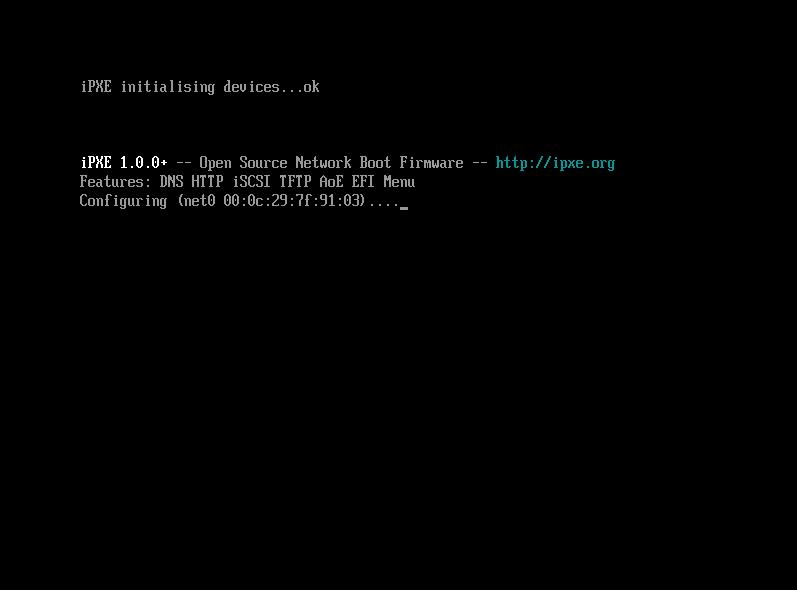 iPXE initialising devices...ok
iPXE 1.0.0+ -- Open Source Network Boot Firmware -- http://ipxe.org
Features: DNS HTTP iSCSI TFTP AoE EFI Menu
Configuring (net0 00:0c:29:7f:91:03)...._